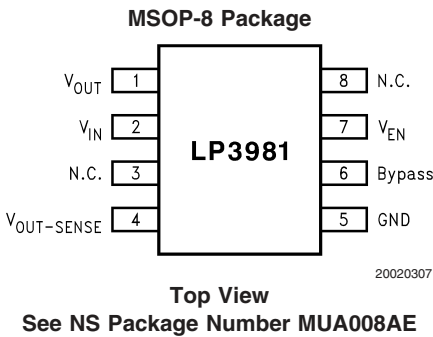 MSOP-8 Package
V_OUT 1 8 N.C.
V_IN 2 7 V_EN
LP3981
N.C. 3 6 Bypass
V_OUT-SENSE 4 5 GND
20020307
Top View
See NS Package Number MUA008AE